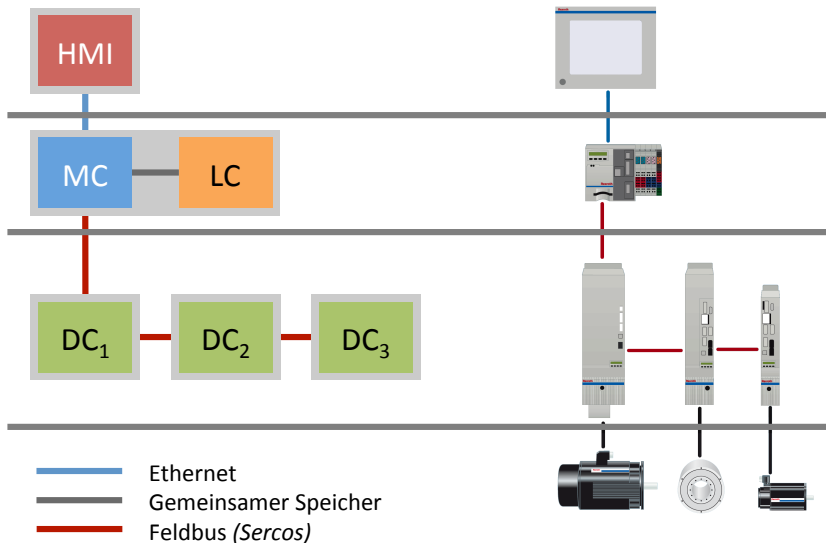 HMI
MC
LC
DC1
DC2
DC3
Ethernet
Gemeinsamer Speicher
Feldbus (Sercos)